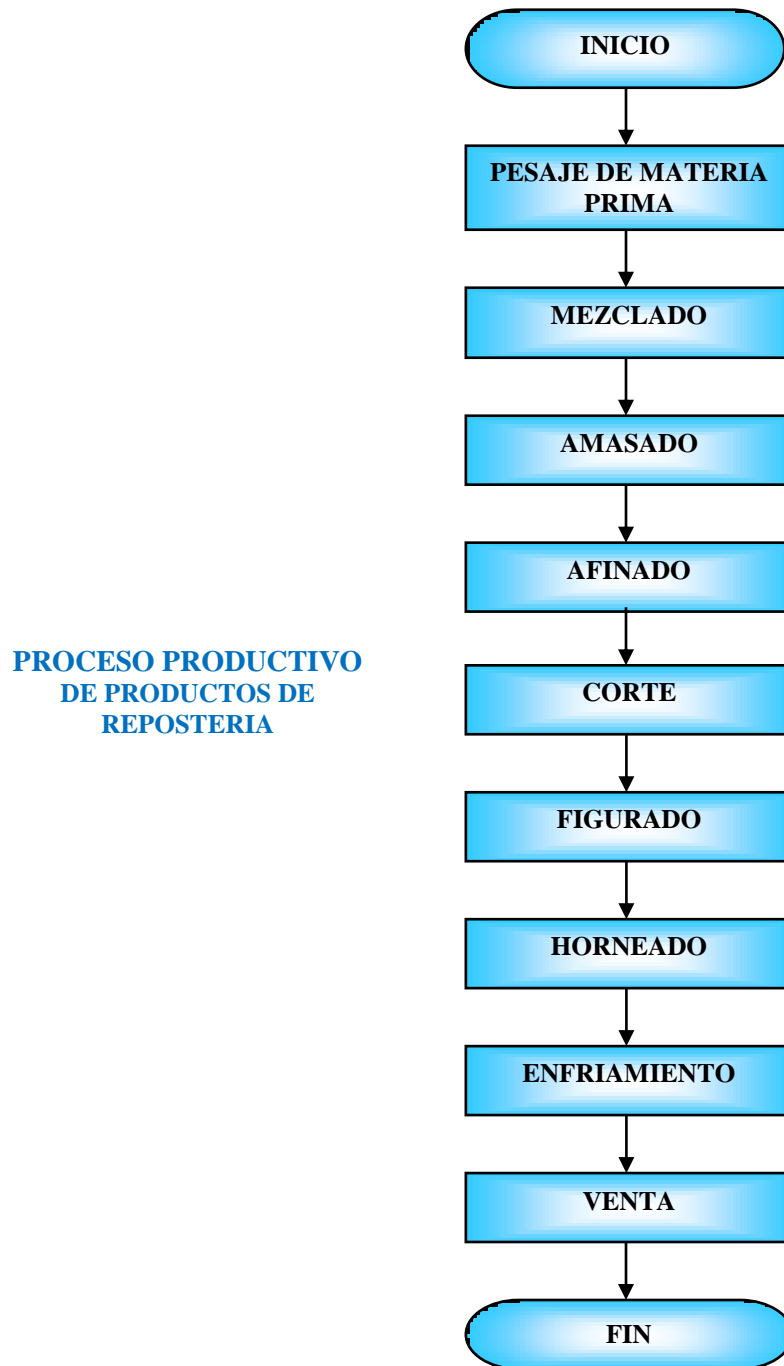 INICIO
PESAJE DE MATERIA
PRIMA
MEZCLADO
AMASADO
AFINADO
PROCESO PRODUCTIVO
DE PRODUCTOS DE
REPOSTERIA
CORTE
FIGURADO
HORNEADO
ENFRIAMIENTO
VENTA
FIN